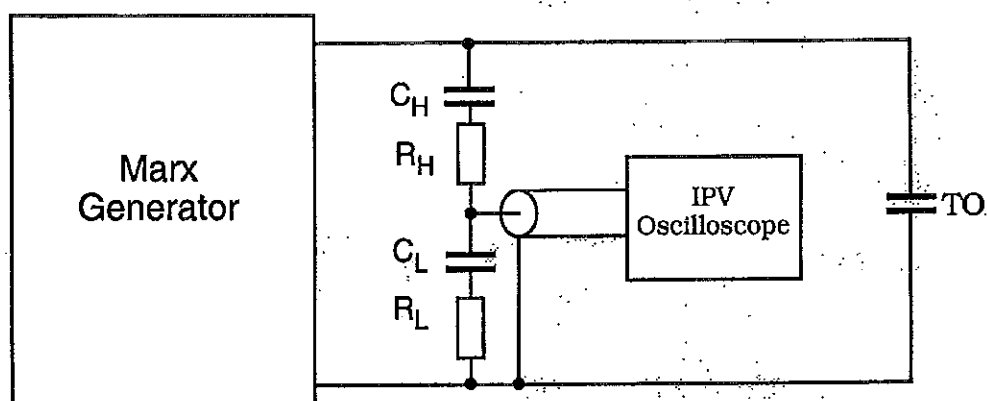 Marx
Generator
C_H
R_H
C_L
R_L
IPV
Oscilloscope
TO